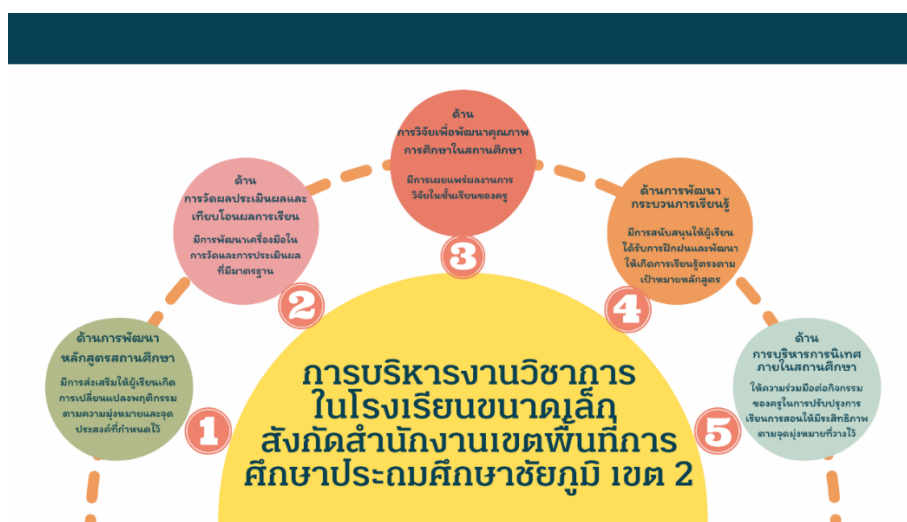 ด้าน
การวิจัยเพื่อพัฒนาคุณภาพ
การศึกษาในสถานศึกษา
มีการเผยแพร่ผลงานการ
วิจัยในชั้นเรียนของครู
3
ด้าน
การวัดผลประเมินผลและ
เทียบโอนผลการเรียน
มีการพัฒนาเครื่องมือใน
การวัดและการประเมินผล
ที่มีมาตรฐาน
2
ด้านการพัฒนา
กระบวนการเรียนรู้
มีการสนับสนุนให้ผู้เรียน
ได้รับการฝึกฝนและพัฒนา
ให้เกิดการเรียนรู้ตรงตาม
เป้าหมายหลักสูตร
4
ด้านการพัฒนา
หลักสูตรสถานศึกษา
มีการส่งเสริมให้ผู้เรียนเกิด
การเปลี่ยนแปลงพฤติกรรม
ตามความมุ่งหมายและจุด
ประสงค์ที่กำหนดไว้
1
ด้าน
การบริหารการนิเทศ
ภายในสถานศึกษา
ให้ความร่วมมือต่อกิจกรรม
ของครูในการปรับปรุงการ
เรียนการสอนให้มีประสิทธิภาพ
ตามจุดมุ่งหมายที่วางไว้
5
การบริหารงานวิชาการ
ในโรงเรียนขนาดเล็ก
สังกัดสำนักงานเขตพื้นที่การ
ศึกษาประถมศึกษาชัยภูมิ เขต 2